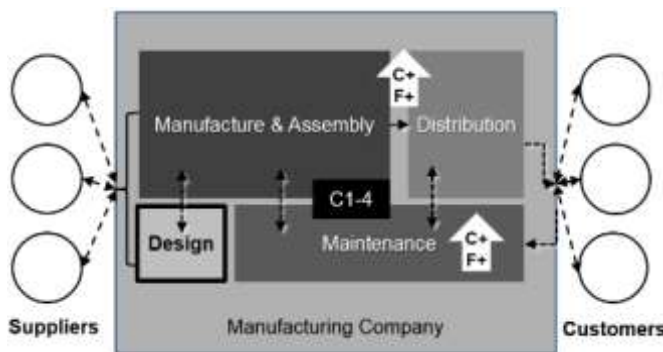 C+
F+
Manufacture & Assembly
Distribution
C1-4
Design
Maintenance
C+
F+
Suppliers
Manufacturing Company
Customers